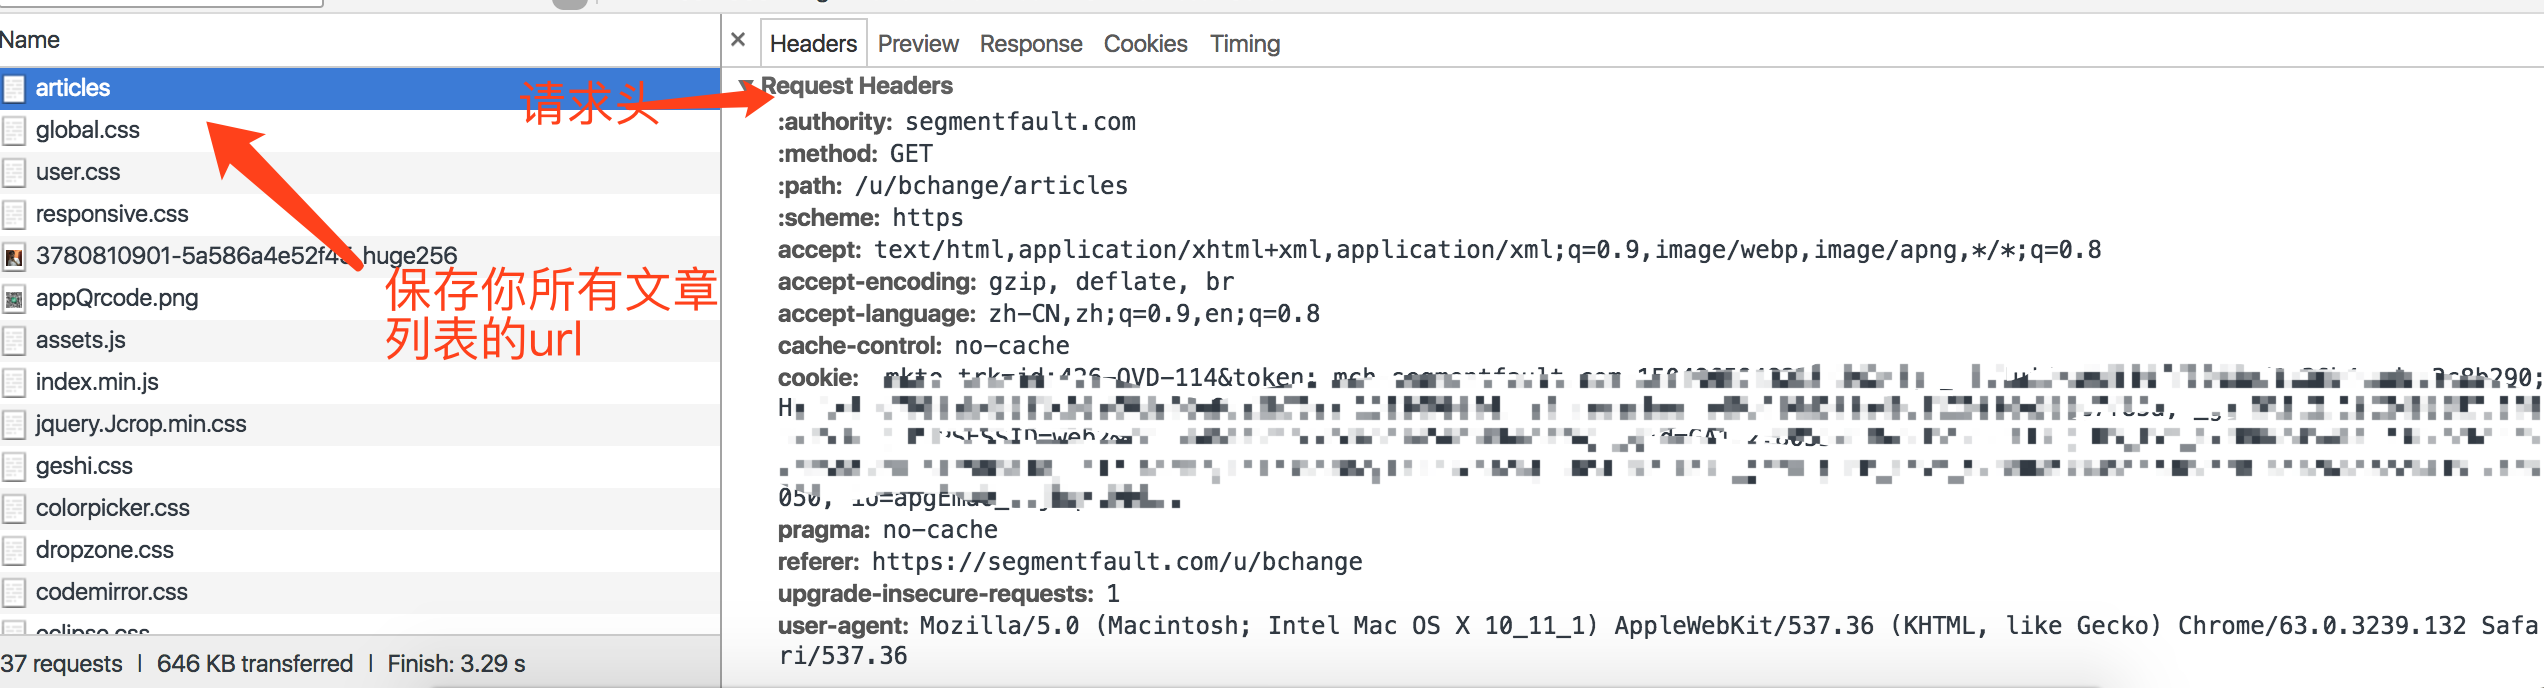 Name
articles
global.css
user.css
responsive.css
3780810901-5a586a4e52f45_huge256
appQrcode.png
assets.js
index.min.js
jquery.Jcrop.min.css
geshi.css
colorpicker.css
dropzone.css
codemirror.css
eclipse.css
37 requests | 646 KB transferred | Finish: 3.29 s
请求头
保存你所有文章
列表的url
× Headers Preview Response Cookies Timing
Request Headers
:authority: segmentfault.com
:method: GET
:path: /u/bchange/articles
:scheme: https
accept: text/html,application/xhtml+xml,application/xml;q=0.9,image/webp,image/apng,*/*;q=0.8
accept-encoding: gzip, deflate, br
accept-language: zh-CN,zh;q=0.9,en;q=0.8
cache-control: no-cache
cookie:
pragma: no-cache
referer: https://segmentfault.com/u/bchange
upgrade-insecure-requests: 1
user-agent: Mozilla/5.0 (Macintosh; Intel Mac OS X 10_11_1) AppleWebKit/537.36 (KHTML, like Gecko) Chrome/63.0.3239.132 Safa
ri/537.36